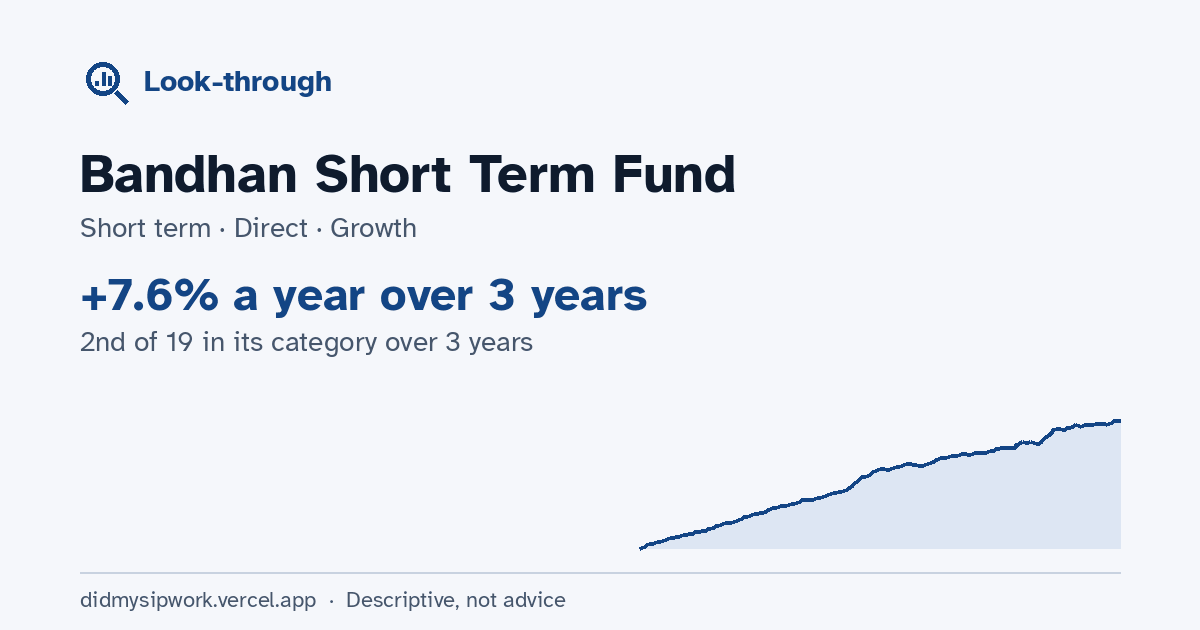 Look-through
Bandhan Short Term Fund
Short term · Direct · Growth
+7.6% a year over 3 years
2nd of 19 in its category over 3 years
didmysipwork.vercel.app · Descriptive, not advice